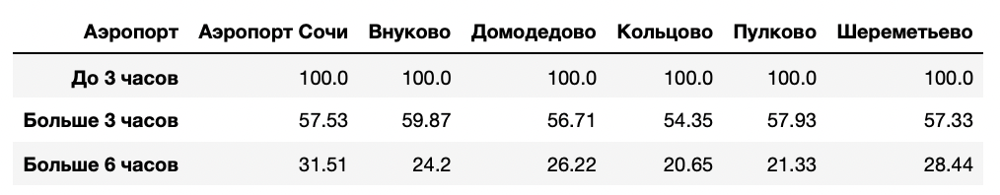 Аэропорт Аэропорт Сочи Внуково Домодедово Кольцово Пулково Шереметьево
До 3 часов 100.0 100.0 100.0 100.0 100.0 100.0
Больше 3 часов 57.53 59.87 56.71 54.35 57.93 57.33
Больше 6 часов 31.51 24.2 26.22 20.65 21.33 28.44